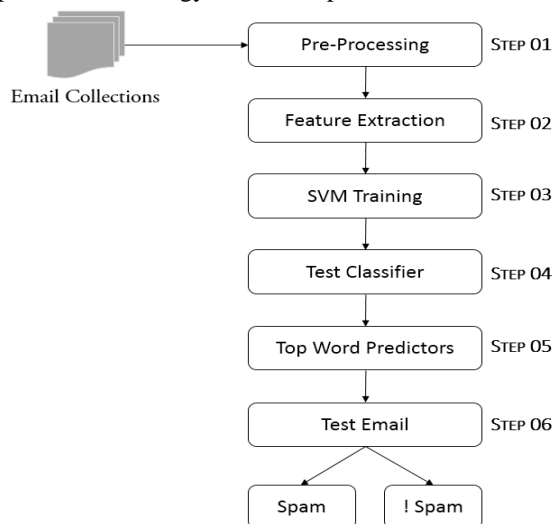 Pre-Processing STEP 01
Email Collections
Feature Extraction STEP 02
SVM Training STEP 03
Test Classifier STEP 04
Top Word Predictors STEP 05
Test Email STEP 06
Spam ! Spam